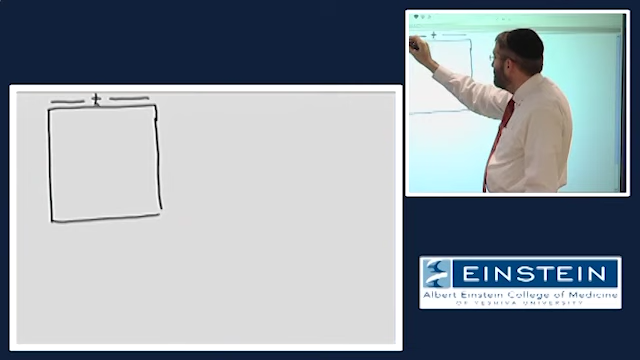 t
EINSTEIN
Albert Einstein College of Medicine
OF YESHIVA UNIVERSITY